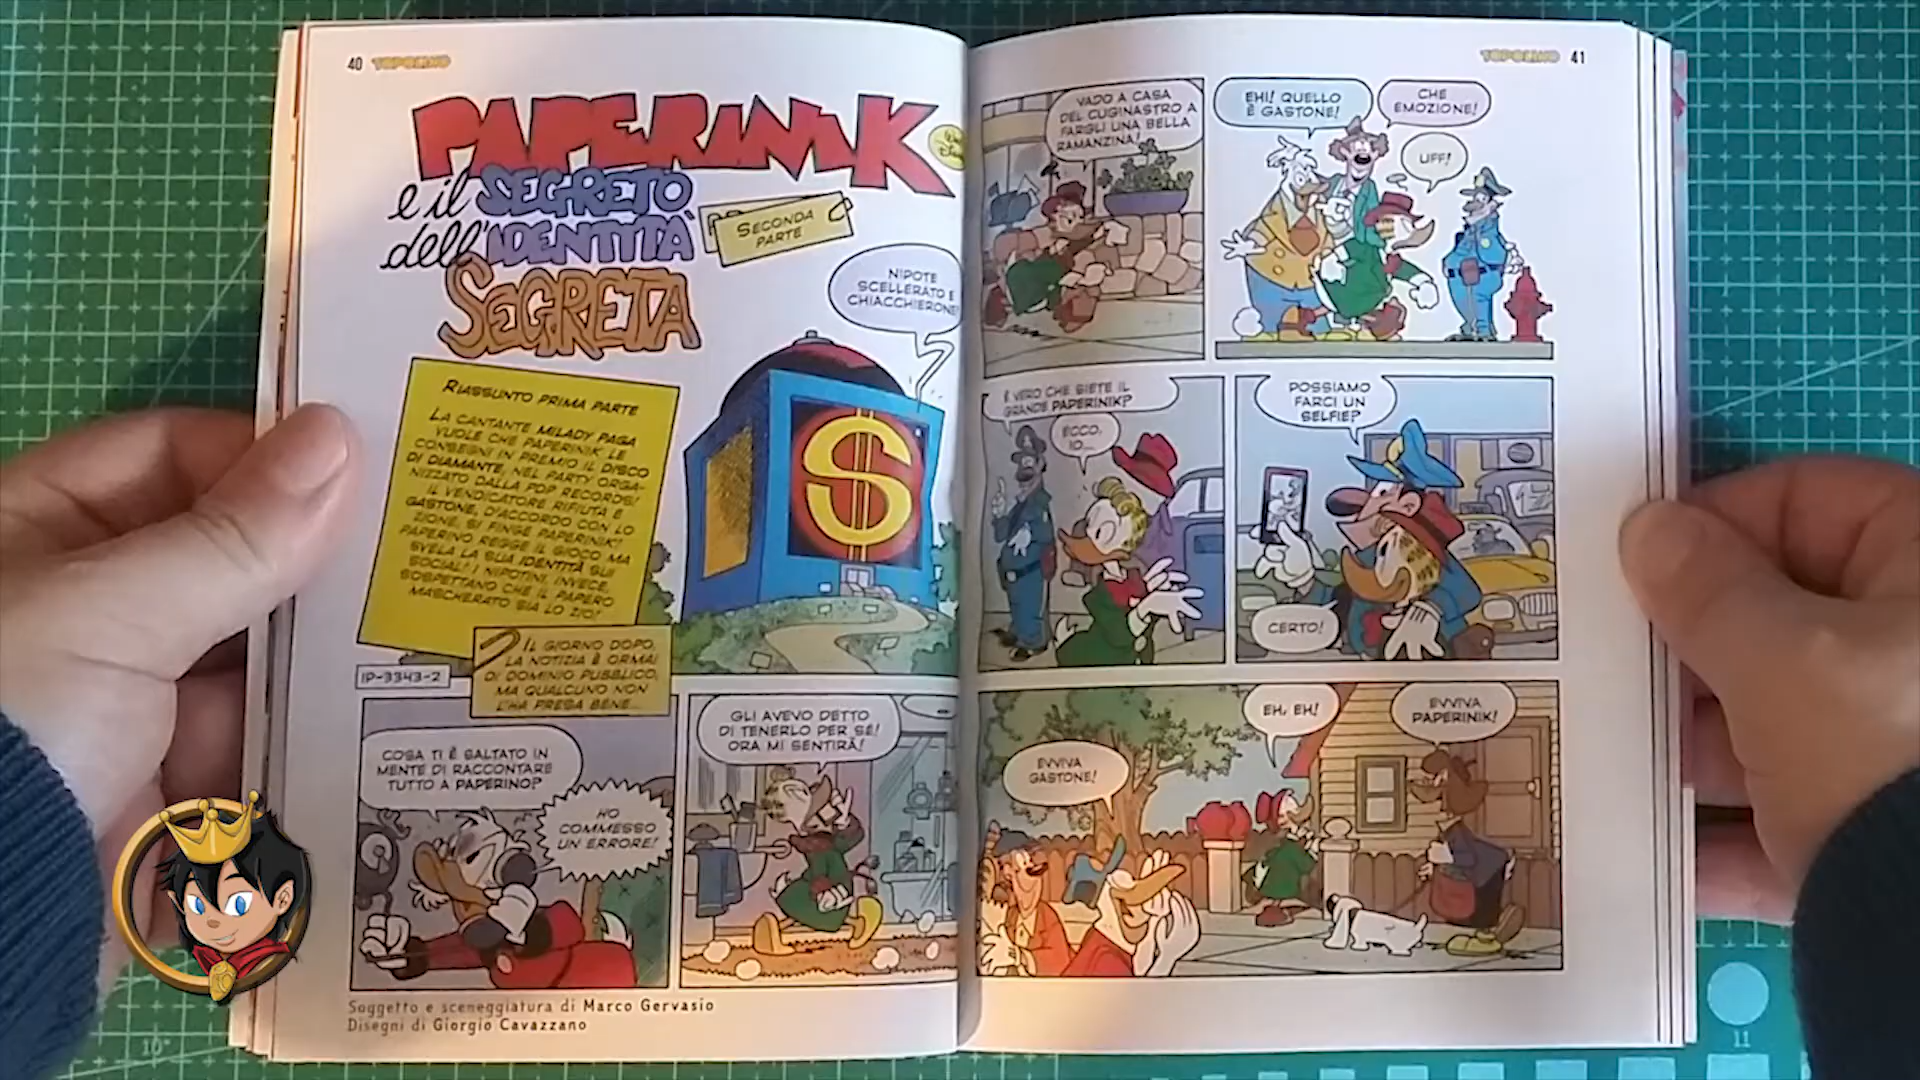 40 TOPOLINO
PAPERINIK
e il SEGRETO
dell'IDENTITÀ
SEGRETA
SECONDA
PARTE
NIPOTE
SCELLERATO E
CHIACCHIERONE!
RIASSUNTO PRIMA PARTE
LA CANTANTE MILADY PAGA
VUOLE CHE PAPERINIK LE
CONSEGNI IN PREMIO IL DISCO
DI DIAMANTE, NEL PARTY ORGA-
NIZZATO DALLA POP RECORDS!
IL VENDICATORE RIFIUTA E
GASTONE, D'ACCORDO CON LO
ZIONE, SI FINGE PAPERINIK!
PAPERINO REGGE IL GIOCO MA
SVELA LA SUA IDENTITÀ SUI
SOCIAL! I NIPOTINI, INVECE,
SOSPETTANO CHE IL PAPERO
MASCHERATO SIA LO ZIO!
IL GIORNO DOPO,
LA NOTIZIA È ORMAI
DI DOMINIO PUBBLICO,
MA QUALCUNO NON
L'HA PRESA BENE...
IP-3343-2
COSA TI È SALTATO IN
MENTE DI RACCONTARE
TUTTO A PAPERINO?
HO
COMMESSO
UN ERRORE!
GLI AVEVO DETTO
DI TENERLO PER SÉ!
ORA MI SENTIRÀ!
Soggetto e sceneggiatura di Marco Gervasio
Disegni di Giorgio Cavazzano
TOPOLINO 41
VADO A CASA
DEL CUGINASTRO A
FARGLI UNA BELLA
RAMANZINA!
EHI! QUELLO
È GASTONE!
CHE
EMOZIONE!
UFF!
È VERO CHE SIETE IL
GRANDE PAPERINIK?
ECCO,
IO...
POSSIAMO
FARCI UN
SELFIE?
CERTO!
EVVIVA
GASTONE!
EH, EH!
EVVIVA
PAPERINIK!
10°
11